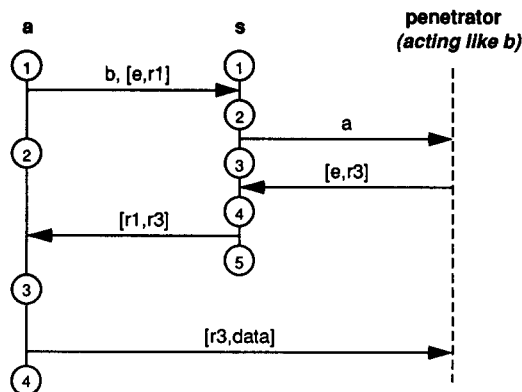 a
s
penetrator
(acting like b)
1
1
b, [e,r1]
2
a
2
3
[e,r3]
4
[r1,r3]
5
3
[r3,data]
4